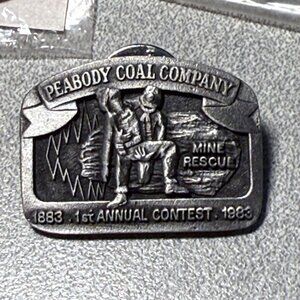 PEABODY COAL COMPANY
MINE
RESCUE
1883 . 1st ANNUAL CONTEST . 1983